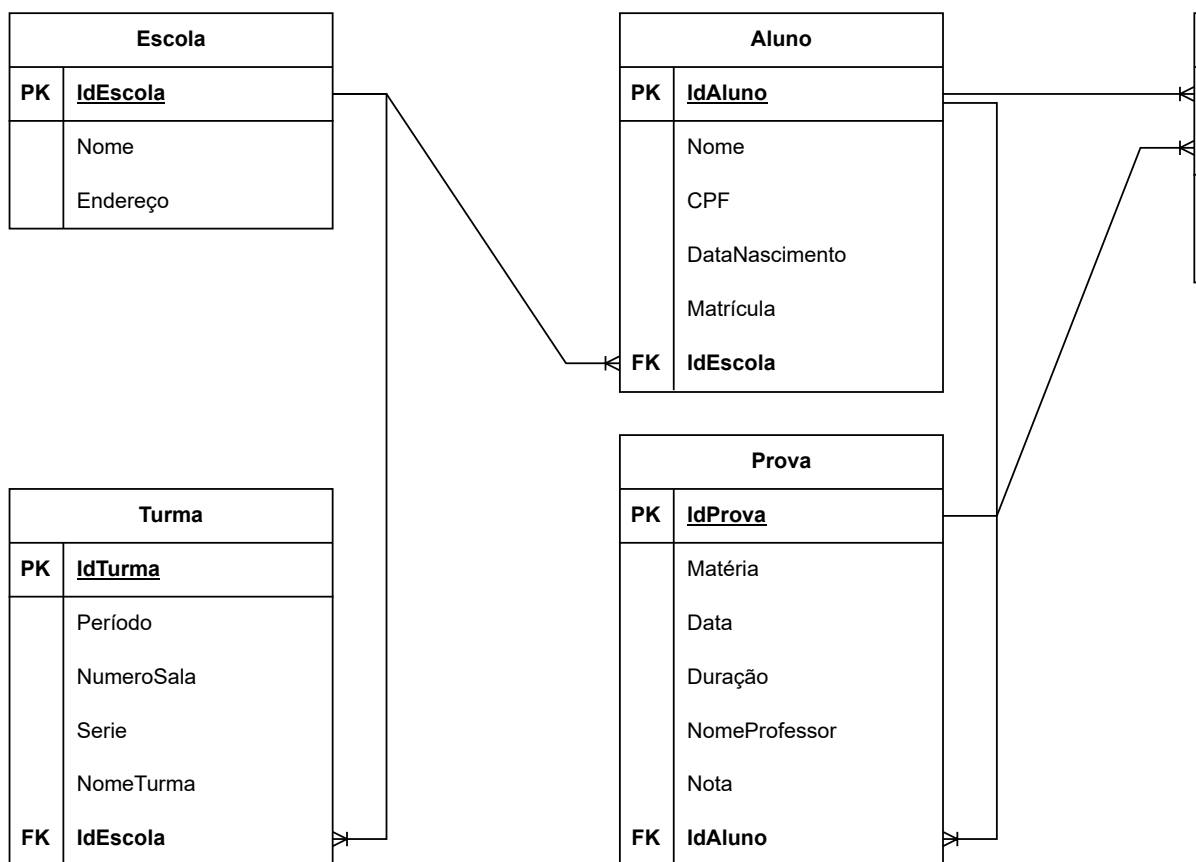 Escola
PK IdEscola
Nome
Endereço
Aluno
PK IdAluno
Nome
CPF
DataNascimento
Matrícula
FK IdEscola
Turma
PK IdTurma
Período
NumeroSala
Serie
NomeTurma
FK IdEscola
Prova
PK IdProva
Matéria
Data
Duração
NomeProfessor
Nota
FK IdAluno